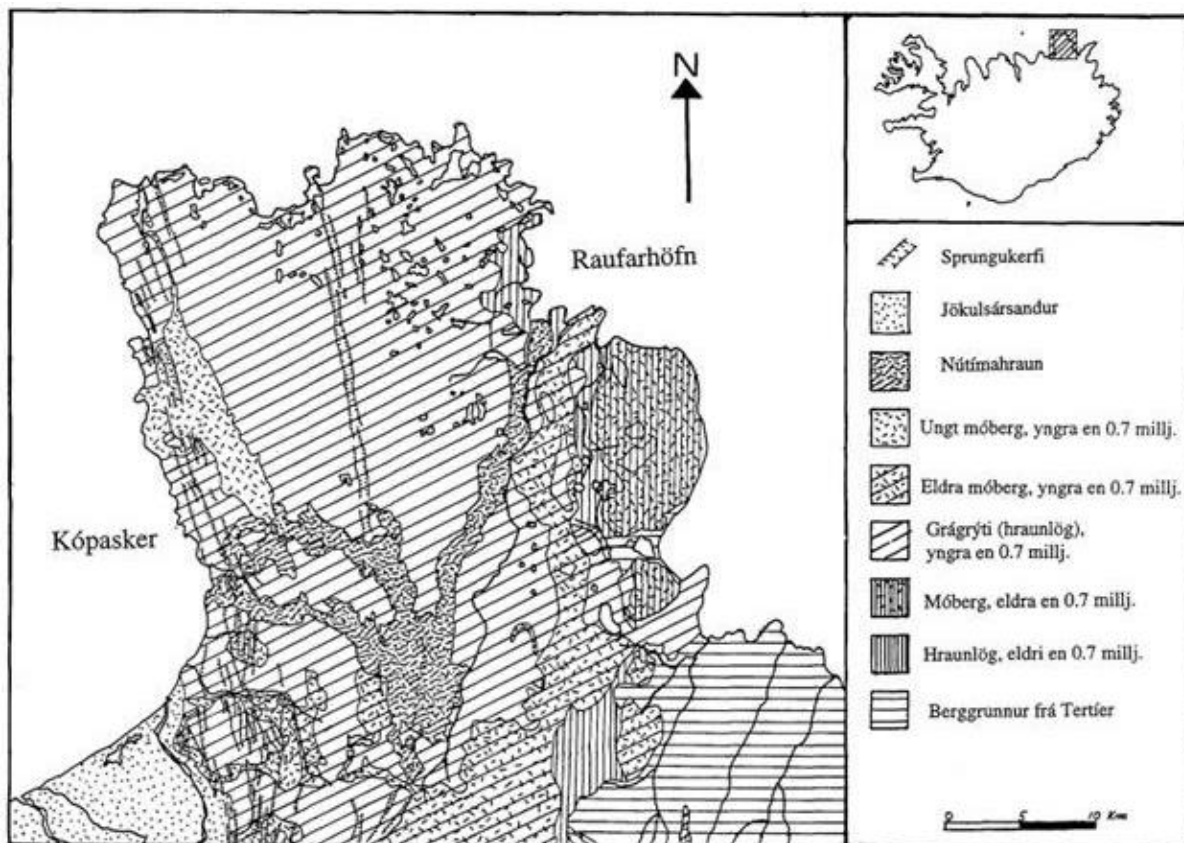 N
Raufarhöfn
Kópasker
Sprungukerfi
Jökulsársandur
Nútímahraun
Ungt móberg, yngra en 0.7 millj.
Eldra móberg, yngra en 0.7 millj.
Grágrýti (hraunlög),
yngra en 0.7 millj.
Móberg, eldra en 0.7 millj.
Hraunlög, eldri en 0.7 millj.
Berggrunnur frá Tertíer
0 5 10 Km